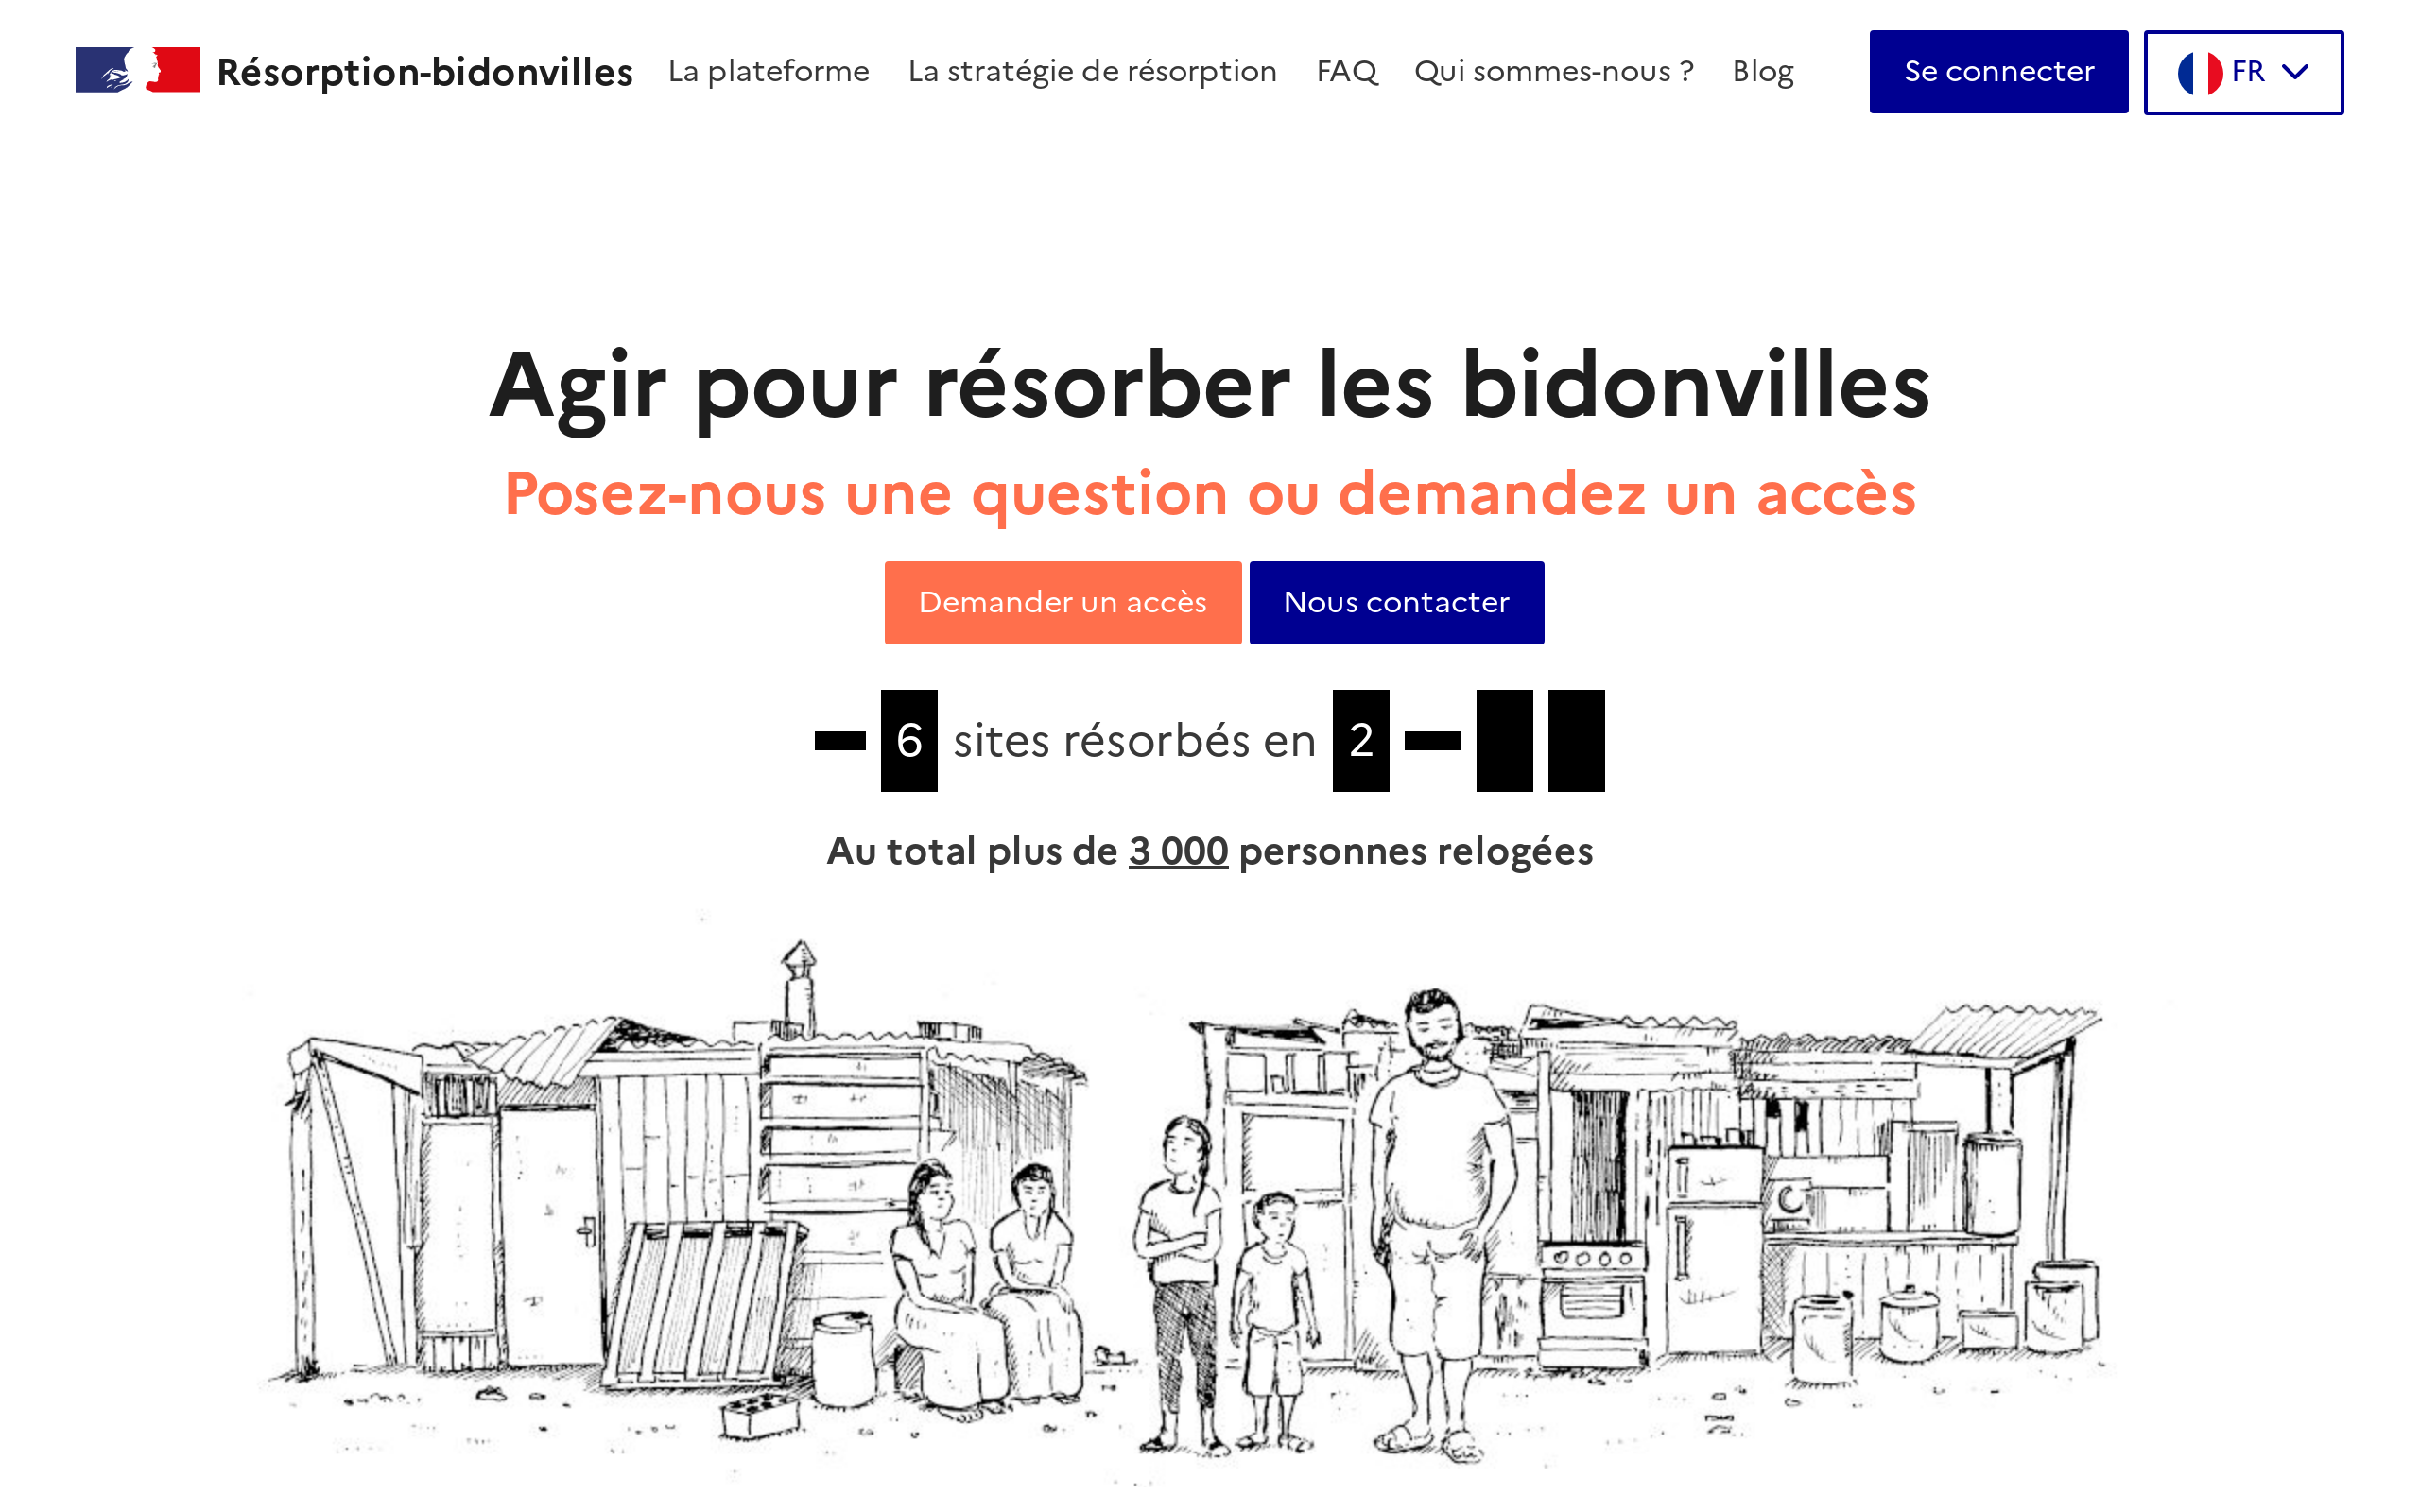 Résorption-bidonvilles
La plateforme
La stratégie de résorption
FAQ
Qui sommes-nous ?
Blog
Se connecter
FR
Agir pour résorber les bidonvilles
Posez-nous une question ou demandez un accès
Demander un accès
Nous contacter
6 sites résorbés en 2
Au total plus de 3 000 personnes relogées